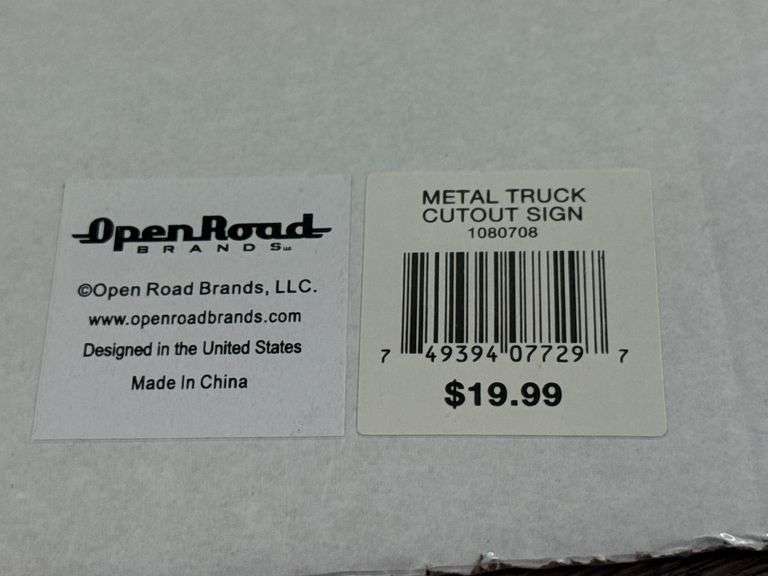 Open Road
BRANDS LLC
©Open Road Brands, LLC.
www.openroadbrands.com
Designed in the United States
Made In China
METAL TRUCK
CUTOUT SIGN
1080708
7 49394 07729 7
$19.99